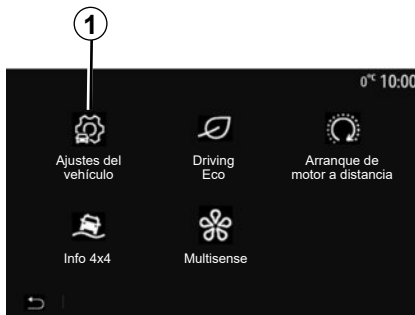 1
0°C 10:00
Ajustes del
vehículo
Driving
Eco
Arranque de
motor a distancia
Info 4x4
Multisense